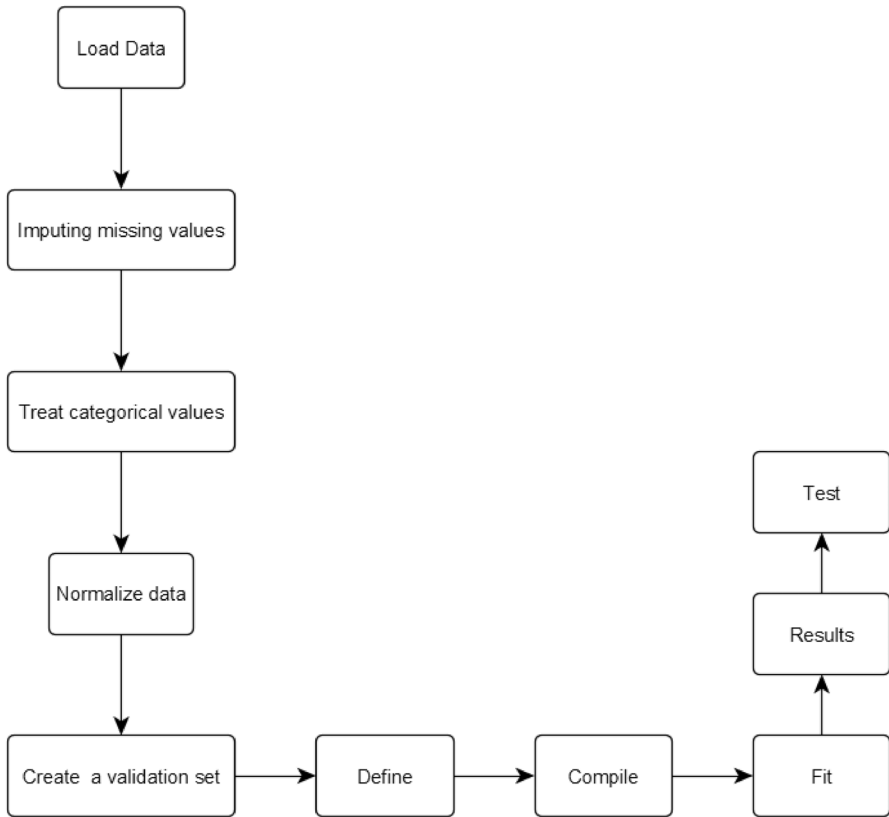 Load Data
Imputing missing values
Treat categorical values
Normalize data
Create a validation set
Define
Compile
Fit
Results
Test